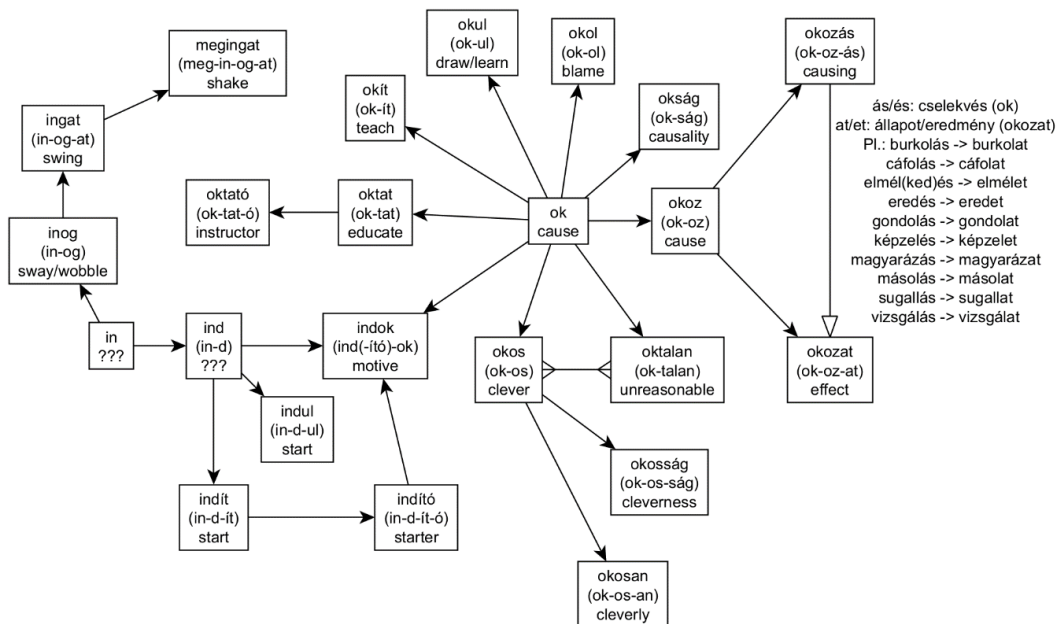 megingat
(meg-in-og-at)
shake
okul
(ok-ul)
draw/learn
okol
(ok-ol)
blame
okozás
(ok-oz-ás)
causing
ingat
(in-og-at)
swing
okít
(ok-ít)
teach
okság
(ok-ság)
causality
ás/és: cselekvés (ok)
at/et: állapot/eredmény (okozat)
Pl.: burkolás -> burkolat
cáfolás -> cáfolat
elmél(ked)és -> elmélet
eredés -> eredet
gondolás -> gondolat
képzelés -> képzelet
magyarázás -> magyarázat
másolás -> másolat
sugallás -> sugallat
vizsgálás -> vizsgálat
inog
(in-og)
sway/wobble
oktató
(ok-tat-ó)
instructor
oktat
(ok-tat)
educate
ok
cause
okoz
(ok-oz)
cause
in
???
ind
(in-d)
???
indok
(ind(-ító)-ok)
motive
okos
(ok-os)
clever
oktalan
(ok-talan)
unreasonable
okozat
(ok-oz-at)
effect
indul
(in-d-ul)
start
okosság
(ok-os-ság)
cleverness
indít
(in-d-ít)
start
indító
(in-d-ít-ó)
starter
okosan
(ok-os-an)
cleverly